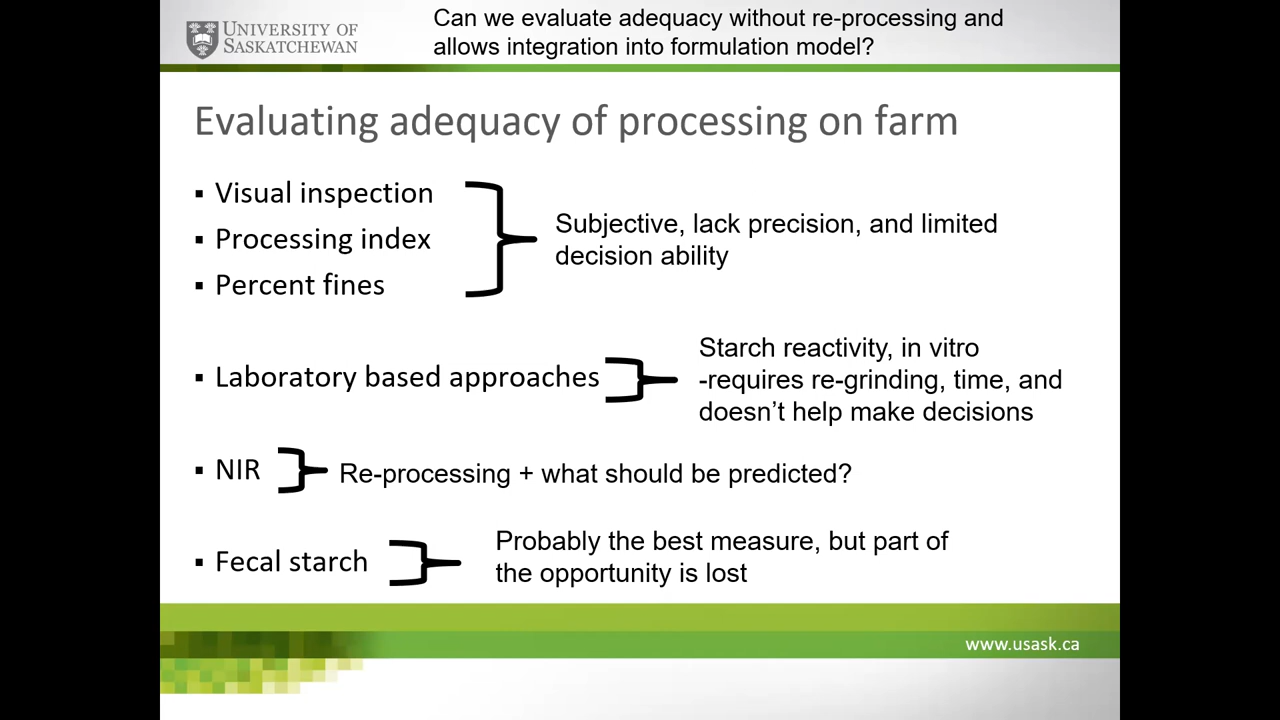 UNIVERSITY OF
SASKATCHEWAN
Can we evaluate adequacy without re-processing and
allows integration into formulation model?
Evaluating adequacy of processing on farm
▪ Visual inspection
▪ Processing index
▪ Percent fines
Subjective, lack precision, and limited
decision ability
▪ Laboratory based approaches
Starch reactivity, in vitro
-requires re-grinding, time, and
doesn’t help make decisions
▪ NIR
Re-processing + what should be predicted?
▪ Fecal starch
Probably the best measure, but part of
the opportunity is lost
www.usask.ca